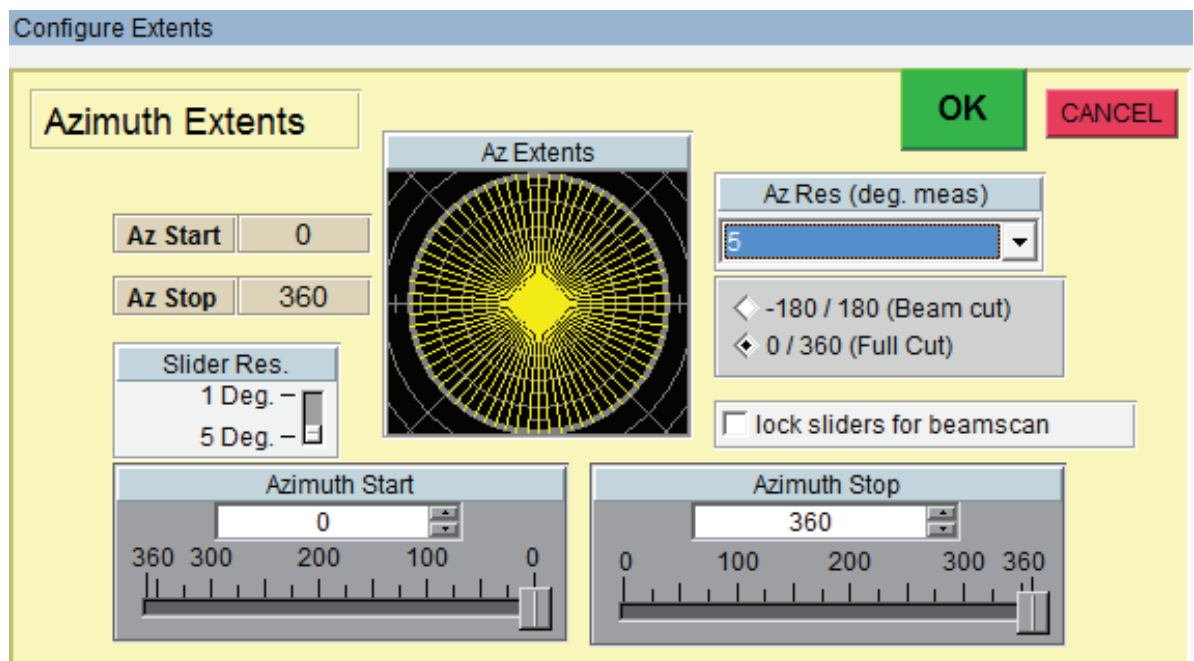 Configure Extents
Azimuth Extents
OK
CANCEL
Az Extents
Az Res (deg. meas)
5
Az Start 0
Az Stop 360
-180 / 180 (Beam cut)
0 / 360 (Full Cut)
Slider Res.
1 Deg.
5 Deg.
lock sliders for beamscan
Azimuth Start
0
360 300 200 100 0
Azimuth Stop
360
0 100 200 300 360